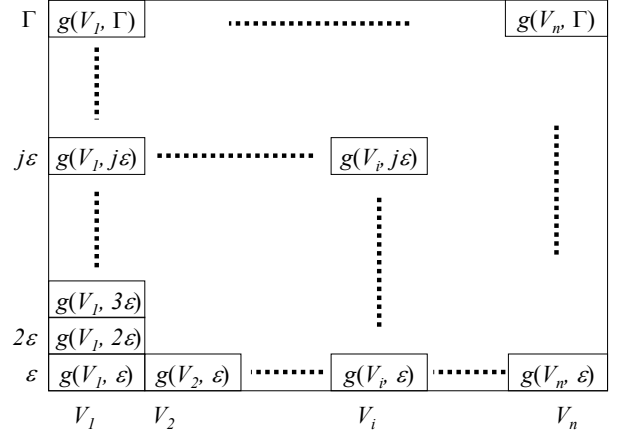 Γ g(V1, Γ) g(Vn, Γ)
jε g(V1, jε) g(Vi, jε)
g(V1, 3ε)
2ε g(V1, 2ε)
ε g(V1, ε) g(V2, ε) g(Vi, ε) g(Vn, ε)
V1 V2 Vi Vn